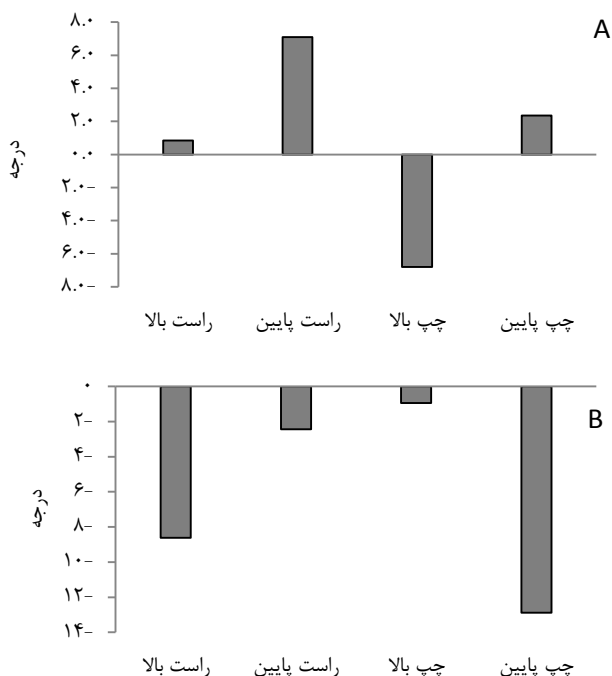 A
درجه
۸.۰
۶.۰
۴.۰
۲.۰
۰.۰
۲.۰-
۴.۰-
۶.۰-
۸.۰-
راست بالا
راست پایین
چپ بالا
چپ پایین
B
درجه
۰
۲-
۴-
۶-
۸-
۱۰-
۱۲-
۱۴-
راست بالا
راست پایین
چپ بالا
چپ پایین